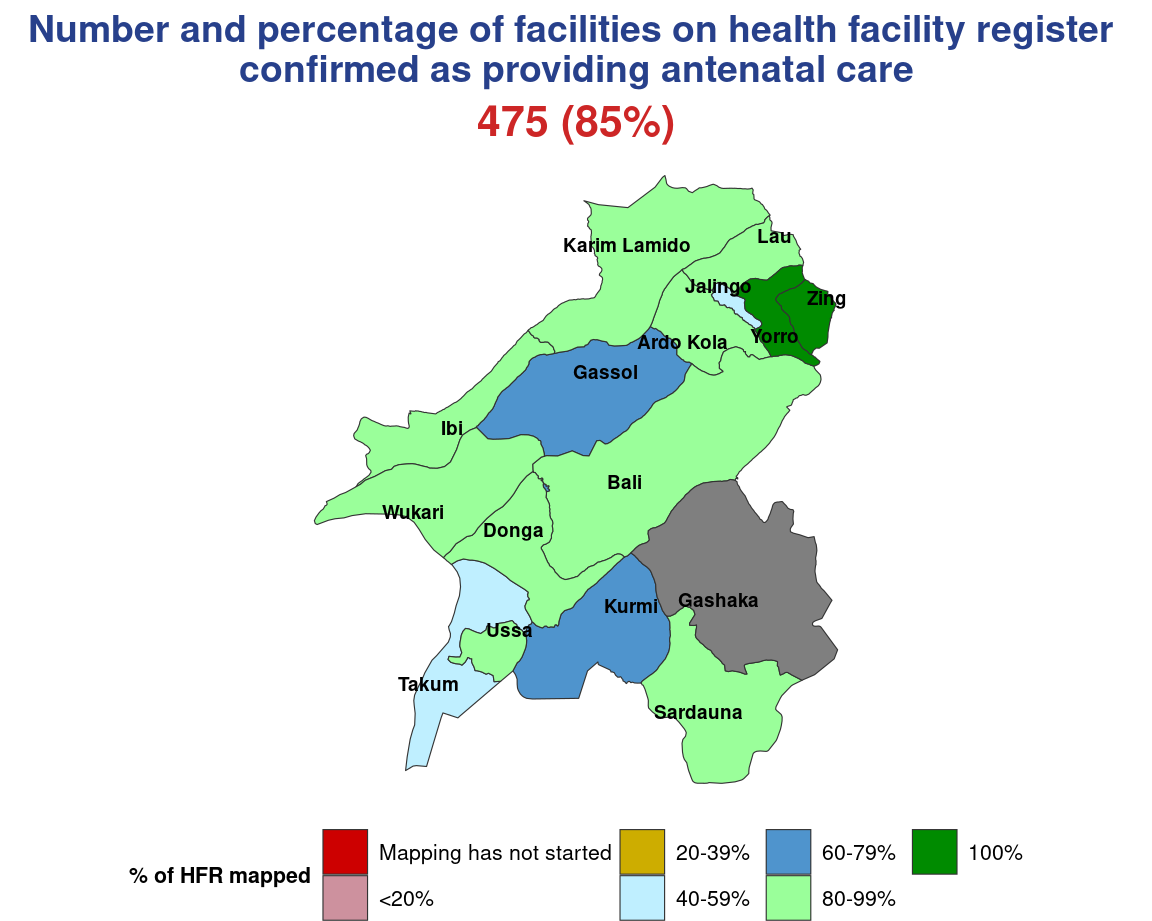 Number and percentage of facilities on health facility register
confirmed as providing antenatal care
475 (85%)
Karim Lamido
Lau
Jalingo
Zing
Yorro
Ardo Kola
Gassol
Ibi
Bali
Wukari
Donga
Gashaka
Kurmi
Ussa
Takum
Sardauna
% of HFR mapped
Mapping has not started
<20%
20-39%
40-59%
60-79%
80-99%
100%